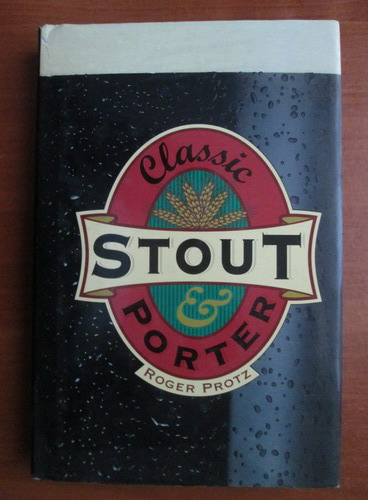 Classic
STOUT
&
PORTER
ROGER PROTZ